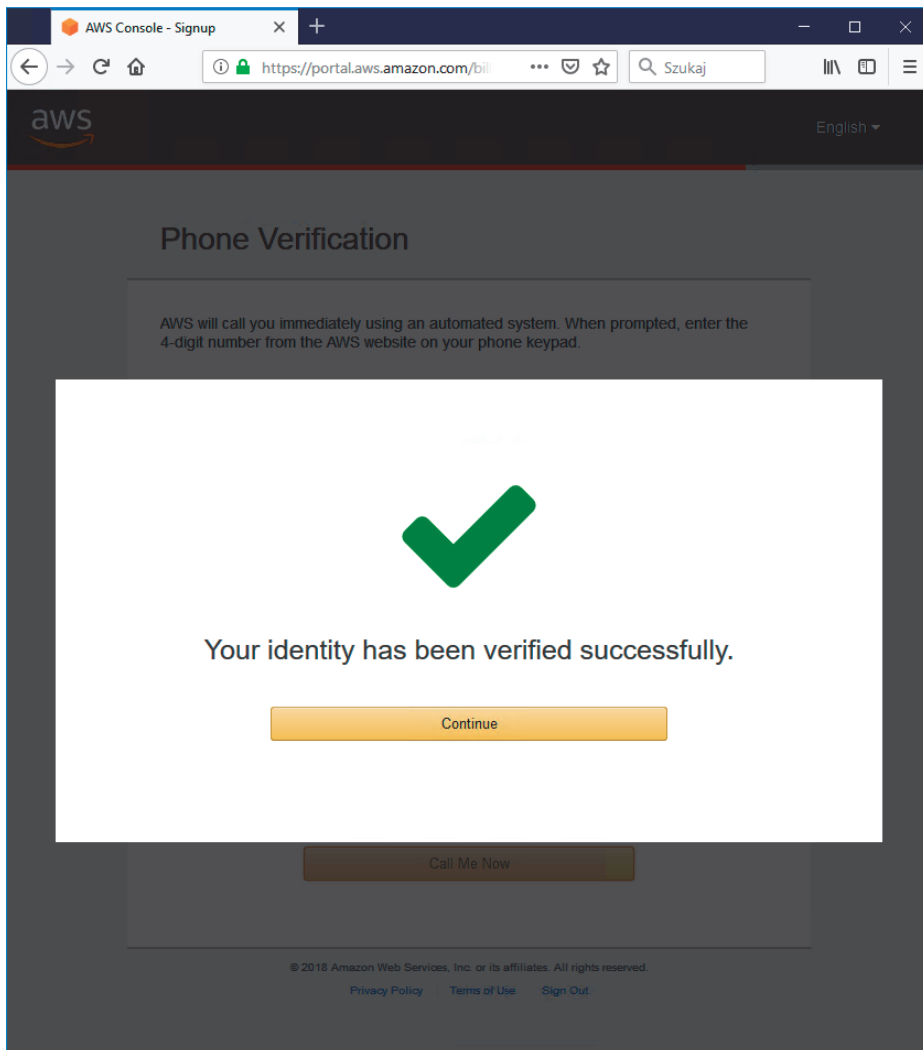 AWS Console - Signup
https://portal.aws.amazon.com/bil
Szukaj
aws
English
Phone Verification
AWS will call you immediately using an automated system. When prompted, enter the
4-digit number from the AWS website on your phone keypad.
Your identity has been verified successfully.
Continue
Call Me Now
© 2018 Amazon Web Services, Inc. or its affiliates. All rights reserved.
Privacy Policy | Terms of Use | Sign Out